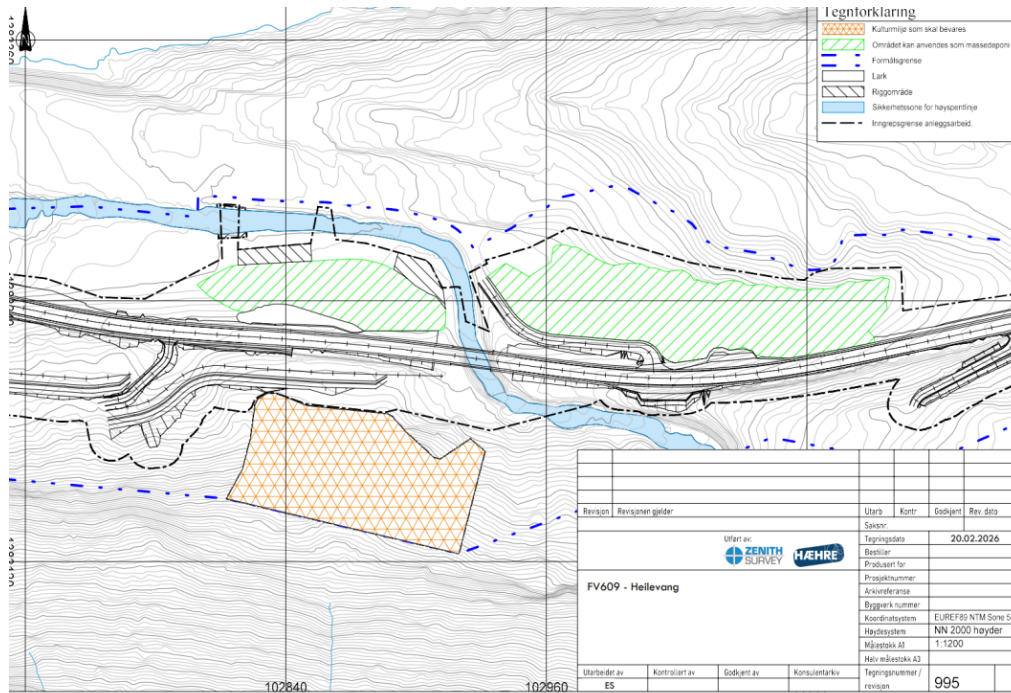 Tegnforklaring
Kulturmiljø som skal bevares
Området kan anvendes som massedeponi
Formålsgrense
Lark
Riggområde
Sikkerhetssone for høyspentlinje
Inngrepsgrense anleggsarbeid.
102840
102960
Revisjon Revisjonen gjelder Utarb Kontr Godkjent Rev. dato
Saksnr.
Tegningsdato 20.02.2026
Bestiller
Produsert for
Prosjektnummer
Arkivreferanse
Byggverk nummer
Koordinatsystem EUREF89 NTM Sone 5
Høydesystem NN 2000 høyder
Målestokk A1 1:1200
Halv målestokk A3
Tegningsnummer / revisjon 995
Utført av:
ZENITH SURVEY
HÆHRE
FV609 - Heilevang
Utarbeidet av Kontrollert av Godkjent av Konsulentarkiv
ES